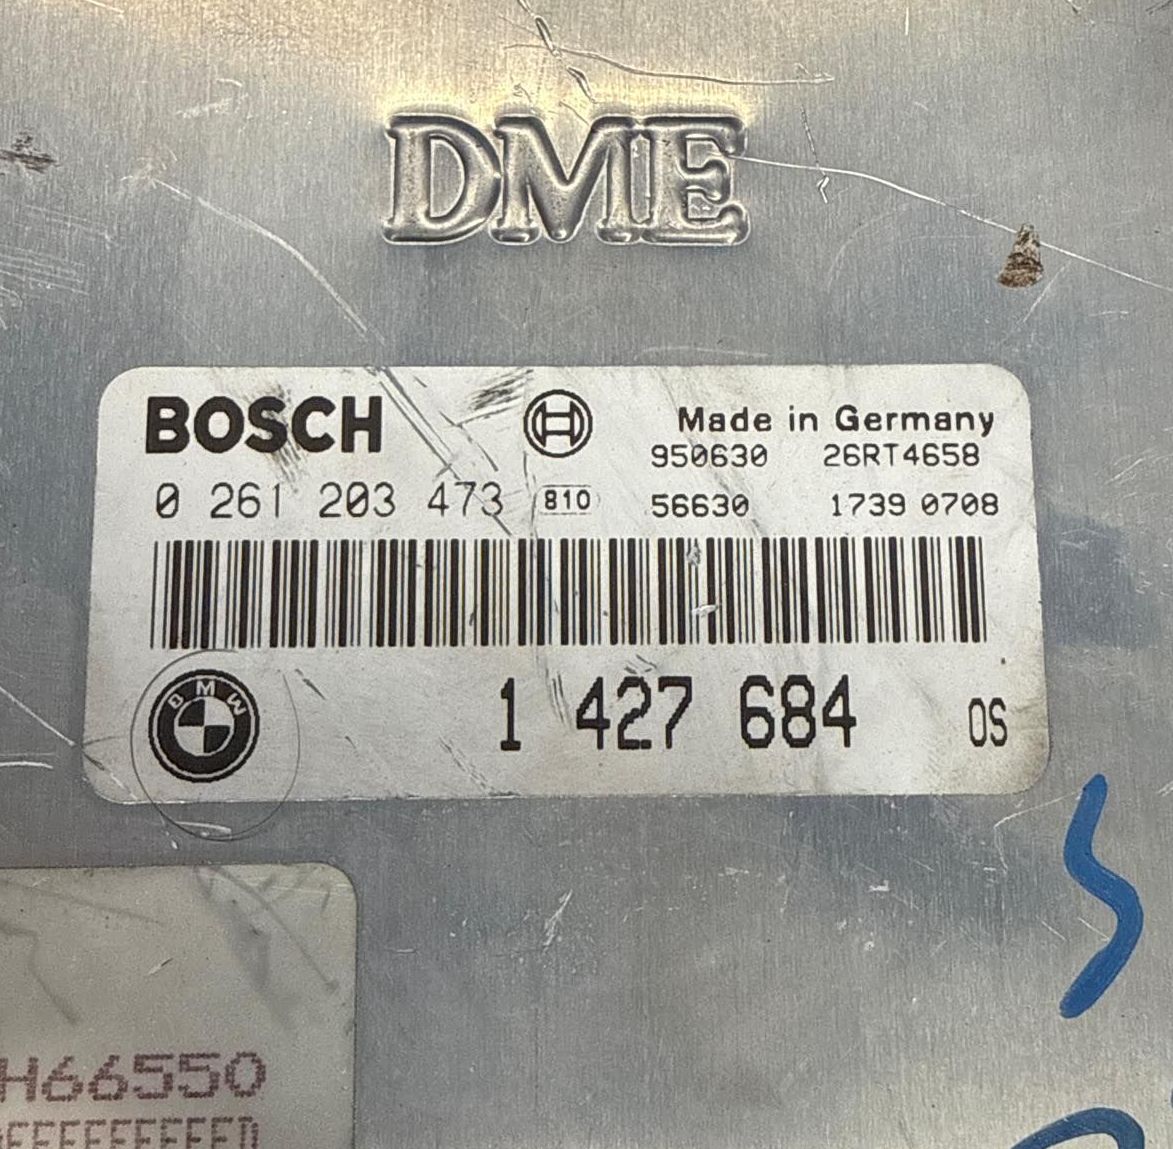 DME
BOSCH
Made in Germany
950630 26RT4658
0 261 203 473 810 56630 1739 0708
BMW
1 427 684 OS
H66550